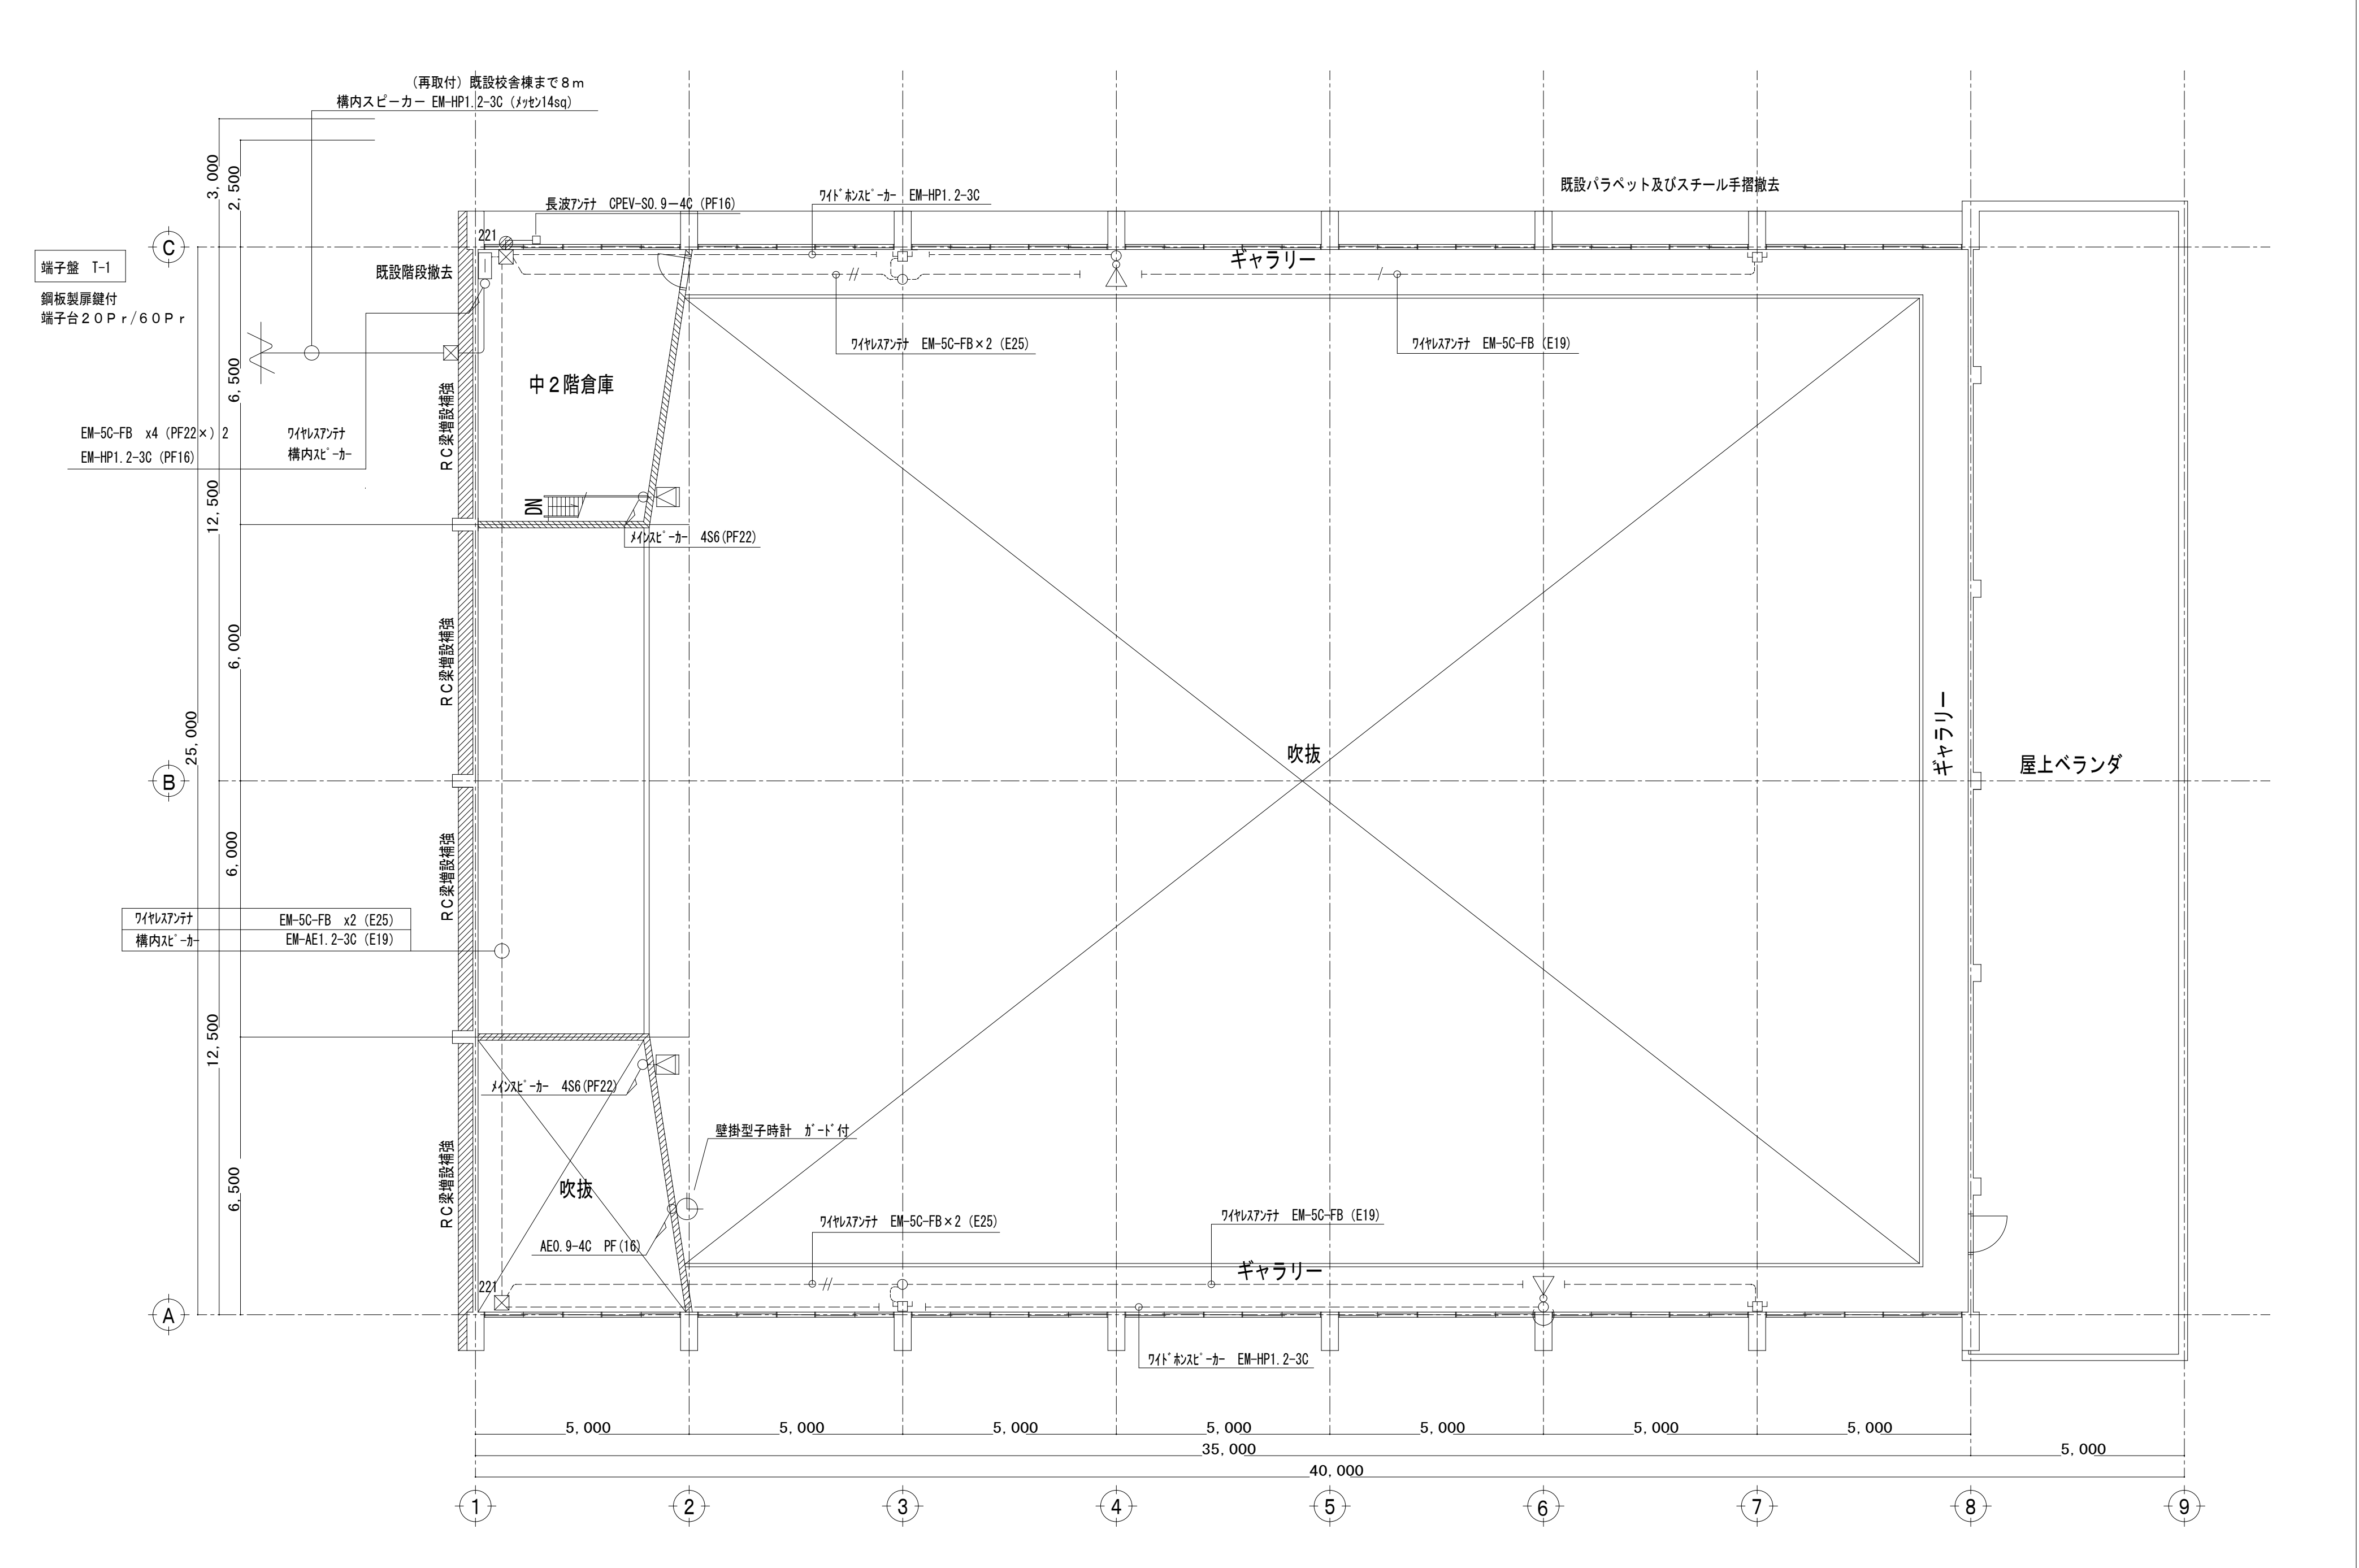 （再取付）既設校舎棟まで８ｍ
構内スピーカー EM-HP1.2-3C（ﾒｯｾﾝ14sq）
3,000
2,500
ﾜｲﾄﾞﾎﾝｽﾋﾟｰｶｰ　EM-HP1.2-3C
既設パラペット及びスチール手摺撤去
長波ｱﾝﾃﾅ　CPEV-S0.9－4C（PF16）
221
C
ギャラリー
端子盤　T-1
既設階段撤去
鋼板製扉鍵付
端子台２０Ｐｒ/６０Ｐｒ
ﾜｲﾔﾚｽｱﾝﾃﾅ　EM-5C-FB×2（E25）
ﾜｲﾔﾚｽｱﾝﾃﾅ　EM-5C-FB（E19）
6,500
中２階倉庫
ＲＣ梁増設補強
EM-5C-FB　x4（PF22×）2
ﾜｲﾔﾚｽｱﾝﾃﾅ
EM-HP1.2-3C（PF16）
構内ｽﾋﾟｰｶｰ
12,500
DN
ﾒｲﾝｽﾋﾟｰｶｰ　4S6(PF22)
6,000
ＲＣ梁増設補強
25,000
吹抜
ギャラリー
屋上ベランダ
B
6,000
ＲＣ梁増設補強
ﾜｲﾔﾚｽｱﾝﾃﾅ
EM-5C-FB　x2（E25）
構内ｽﾋﾟｰｶｰ
EM-AE1.2-3C（E19）
12,500
ﾒｲﾝｽﾋﾟｰｶｰ　4S6(PF22)
壁掛型子時計　ｶﾞｰﾄﾞ付
6,500
ＲＣ梁増設補強
吹抜
ﾜｲﾔﾚｽｱﾝﾃﾅ　EM-5C-FB×2（E25）
ﾜｲﾔﾚｽｱﾝﾃﾅ　EM-5C-FB（E19）
AE0.9-4C　PF(16)
ギャラリー
221
A
ﾜｲﾄﾞﾎﾝｽﾋﾟｰｶｰ　EM-HP1.2-3C
5,000
5,000
5,000
5,000
5,000
5,000
5,000
35,000
5,000
40,000
1
2
3
4
5
6
7
8
9